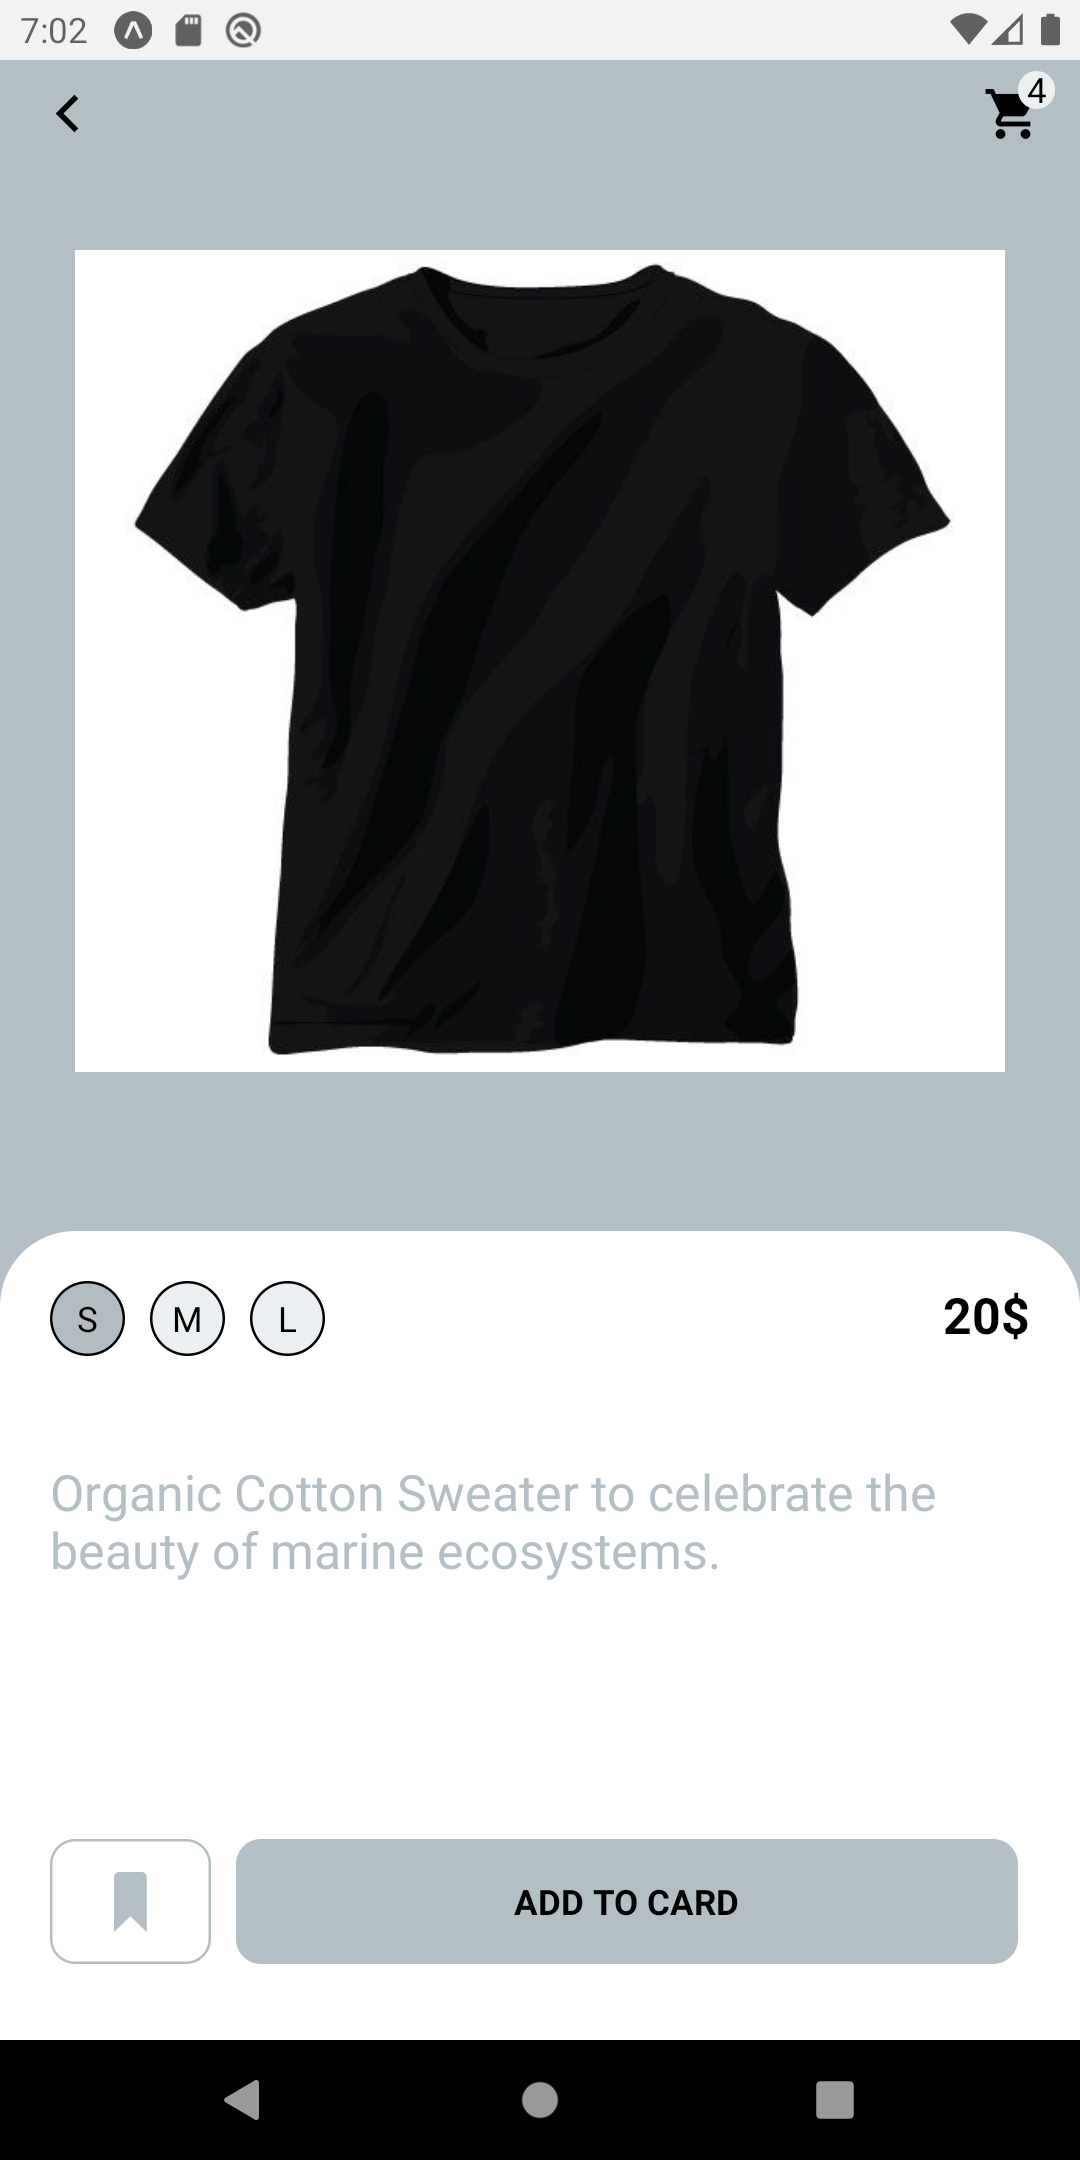 7:02
4
S M L 20$
Organic Cotton Sweater to celebrate the
beauty of marine ecosystems.
ADD TO CARD